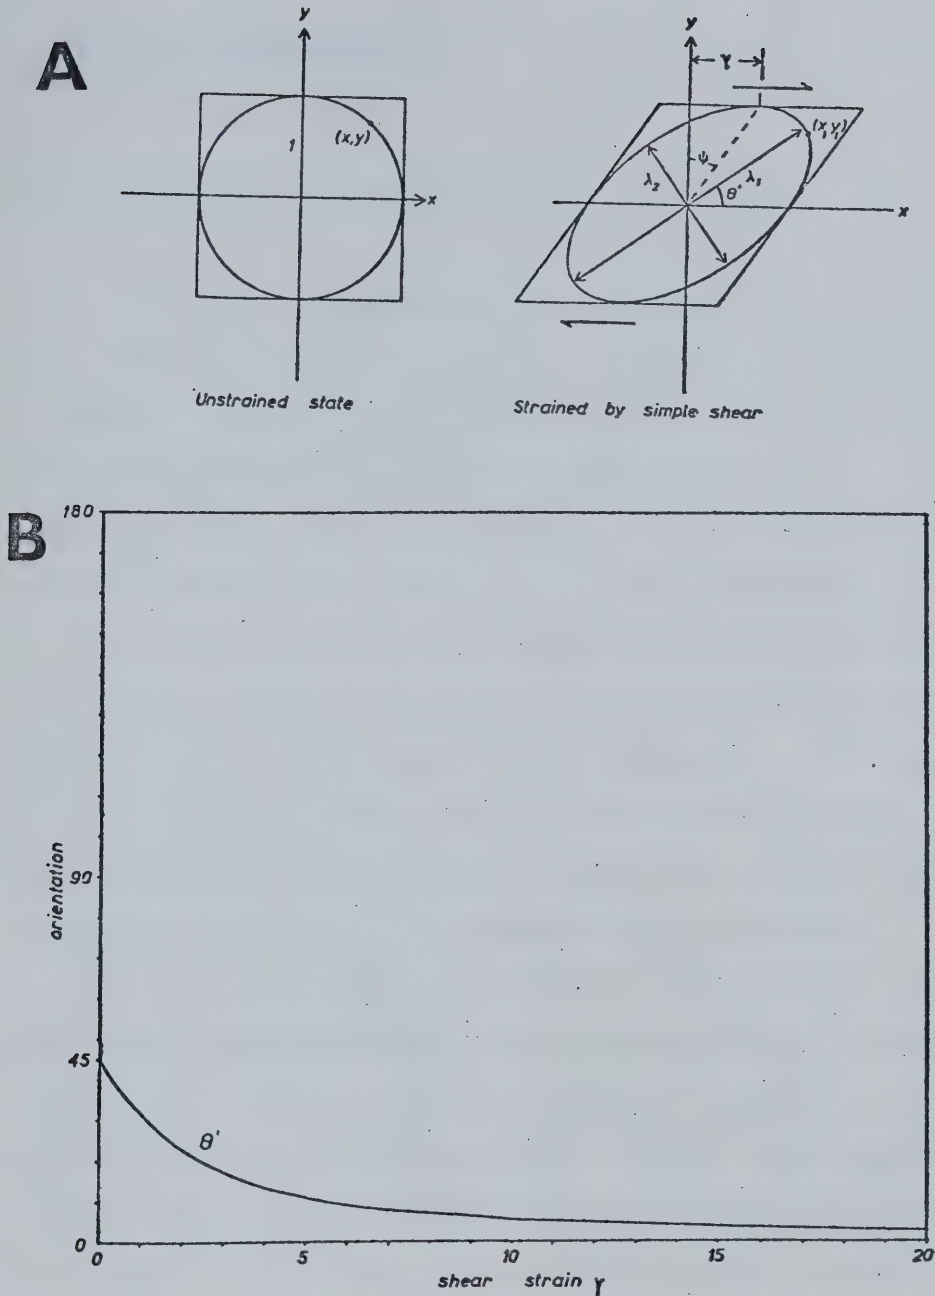 A
y
1
(x,y)
x
Unstrained state
y
γ
(x₁y₁)
ψ
λ₂
λ₁
θ'
x
Strained by simple shear
B
180
90
45
0
orientation
θ'
0
5
10
15
20
shear strain γ